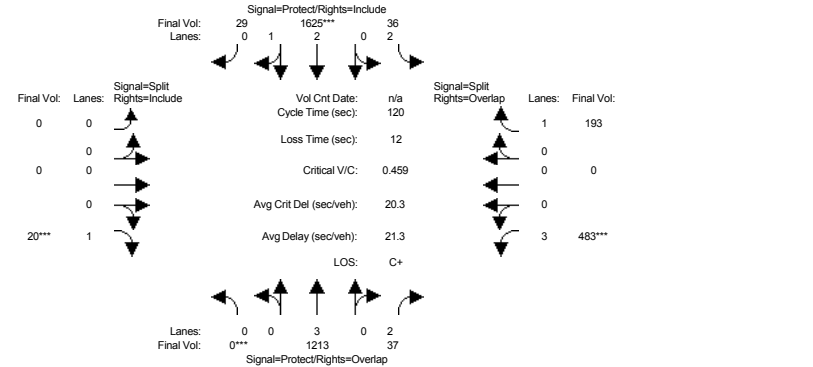 Signal=Protect/Rights=Include
Final Vol: 29 1625*** 36
Lanes: 0 1 2 0 2
Signal=Split Signal=Split
Final Vol: Lanes: Rights=Include Vol Cnt Date: n/a Rights=Overlap Lanes: Final Vol:
Cycle Time (sec): 120
0 0 1 193
Loss Time (sec): 12
0 0
0 0 Critical V/C: 0.459 0 0
0 Avg Crit Del (sec/veh): 20.3 0
20*** 1 Avg Delay (sec/veh): 21.3 3 483***
LOS: C+
Lanes: 0 0 3 0 2
Final Vol: 0*** 1213 37
Signal=Protect/Rights=Overlap